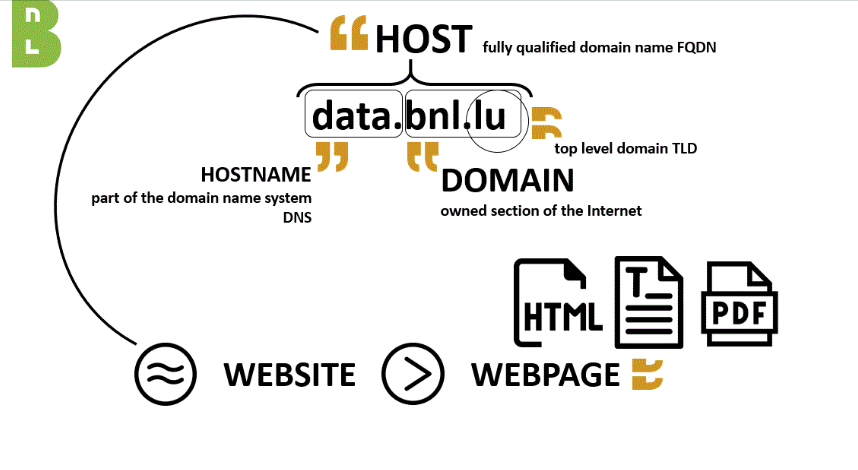 B
n
L
HOST fully qualified domain name FQDN
data.bnl.lu
top level domain TLD
HOSTNAME
part of the domain name system
DNS
DOMAIN
owned section of the Internet
HTML
T
PDF
≈ WEBSITE > WEBPAGE